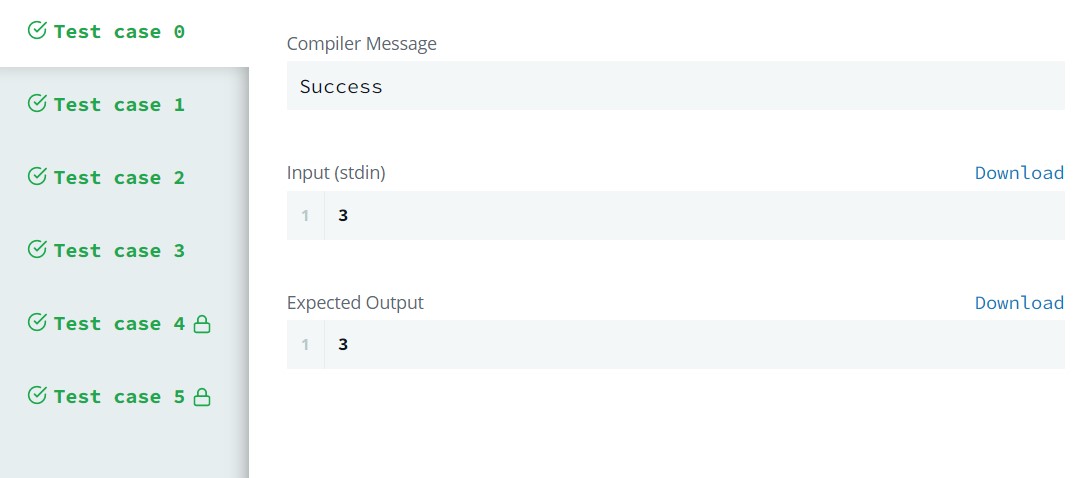 Test case 0
Test case 1
Test case 2
Test case 3
Test case 4
Test case 5
Compiler Message
Success
Input (stdin)
Download
1 3
Expected Output
Download
1 3